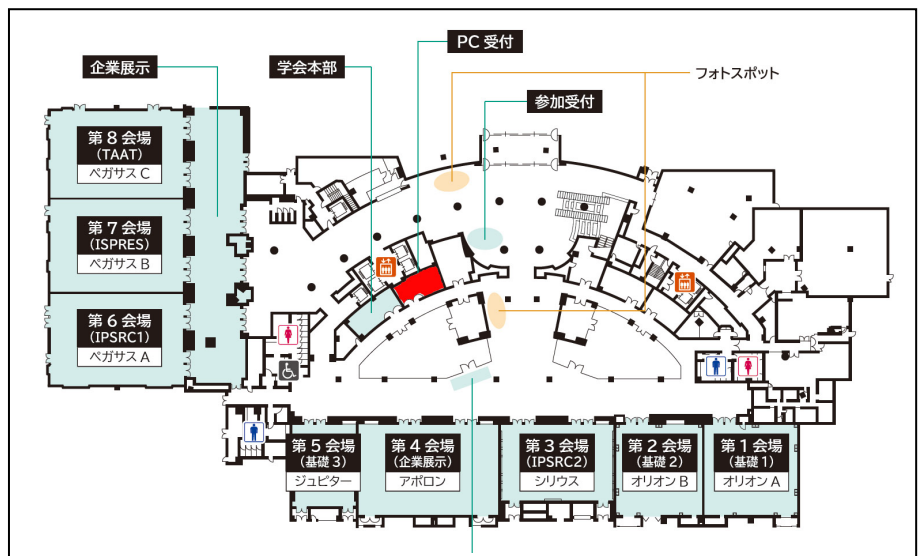 PC 受付
企業展示
学会本部
フォトスポット
参加受付
第 8 会場
(TAAT)
ペガサス C
第 7 会場
(ISPRES)
ペガサス B
第 6 会場
(IPSRC1)
ペガサス A
第 5 会場
(基礎 3)
ジュピター
第 4 会場
(企業展示)
アポロン
第 3 会場
(IPSRC2)
シリウス
第 2 会場
(基礎 2)
オリオン B
第 1 会場
(基礎 1)
オリオン A